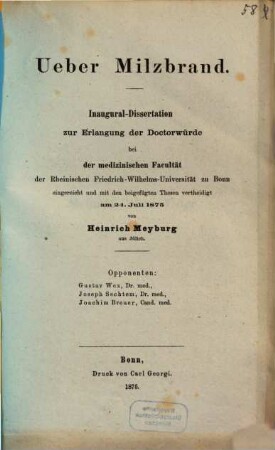 58
Ueber Milzbrand.
Inaugural-Dissertation
zur Erlangung der Doctorwürde
bei
der medizinischen Facultät
der Rheinischen Friedrich-Wilhelms-Universität zu Bonn
eingereicht und mit den beigefügten Thesen vertheidigt
am 24. Juli 1875
von
Heinrich Meyburg
aus Jülich.
Opponenten:
Gustav Wex, Dr. med.,
Joseph Sechtem, Dr. med.,
Joachim Breuer, Cand. med.
Bonn,
Druck von Carl Georgi.
1875.